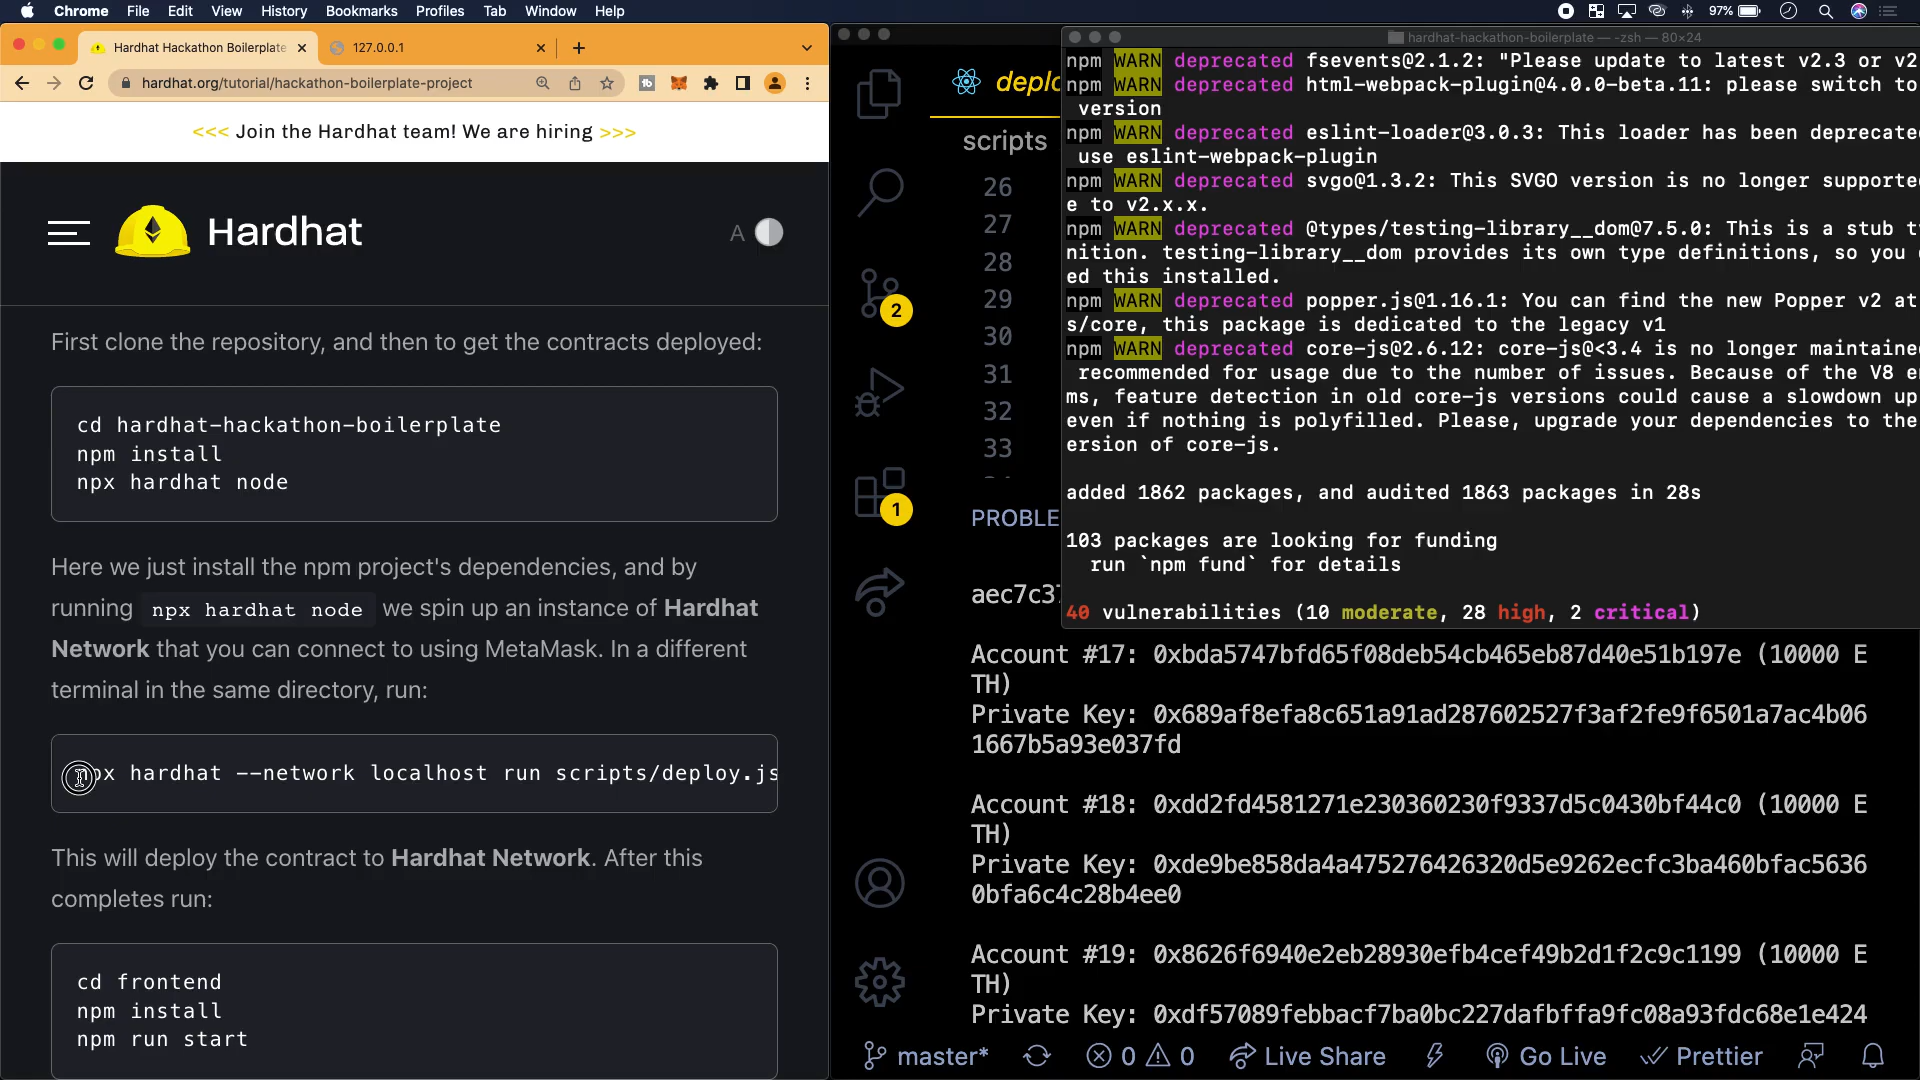 Chrome File Edit View History Bookmarks Profiles Tab Window Help
97%
Hardhat Hackathon Boilerplate
127.0.0.1
hardhat.org/tutorial/hackathon-boilerplate-project
<<< Join the Hardhat team! We are hiring >>>
Hardhat
A
First clone the repository, and then to get the contracts deployed:
cd hardhat-hackathon-boilerplate
npm install
npx hardhat node
Here we just install the npm project's dependencies, and by
running npx hardhat node we spin up an instance of Hardhat
Network that you can connect to using MetaMask. In a different
terminal in the same directory, run:
npx hardhat --network localhost run scripts/deploy.js
This will deploy the contract to Hardhat Network. After this
completes run:
cd frontend
npm install
npm run start
2
1
deplo
scripts
26
27
28
29
30
31
32
33
PROBLE
hardhat-hackathon-boilerplate — -zsh — 80×24
npm WARN deprecated fsevents@2.1.2: "Please update to latest v2.3 or v2
npm WARN deprecated html-webpack-plugin@4.0.0-beta.11: please switch to
version
npm WARN deprecated eslint-loader@3.0.3: This loader has been deprecate
use eslint-webpack-plugin
npm WARN deprecated svgo@1.3.2: This SVGO version is no longer supporte
e to v2.x.x.
npm WARN deprecated @types/testing-library__dom@7.5.0: This is a stub t
nition. testing-library__dom provides its own type definitions, so you
ed this installed.
npm WARN deprecated popper.js@1.16.1: You can find the new Popper v2 at
s/core, this package is dedicated to the legacy v1
npm WARN deprecated core-js@2.6.12: core-js@<3.4 is no longer maintaine
recommended for usage due to the number of issues. Because of the V8 e
ms, feature detection in old core-js versions could cause a slowdown up
even if nothing is polyfilled. Please, upgrade your dependencies to the
ersion of core-js.
added 1862 packages, and audited 1863 packages in 28s
103 packages are looking for funding
run `npm fund` for details
40 vulnerabilities (10 moderate, 28 high, 2 critical)
aec7c37
Account #17: 0xbda5747bfd65f08deb54cb465eb87d40e51b197e (10000 E
TH)
Private Key: 0x689af8efa8c651a91ad287602527f3af2fe9f6501a7ac4b06
1667b5a93e037fd
Account #18: 0xdd2fd4581271e230360230f9337d5c0430bf44c0 (10000 E
TH)
Private Key: 0xde9be858da4a475276426320d5e9262ecfc3ba460bfac5636
0bfa6c4c28b4ee0
Account #19: 0x8626f6940e2eb28930efb4cef49b2d1f2c9c1199 (10000 E
TH)
Private Key: 0xdf57089febbacf7ba0bc227dafbffa9fc08a93fdc68e1e424
master* 0 0 Live Share Go Live Prettier